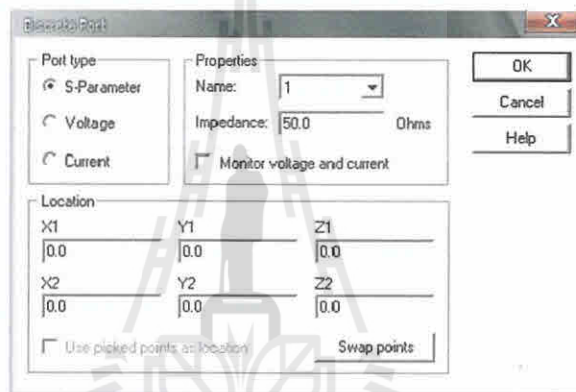 Discrete Port
Port type
S-Parameter
Voltage
Current
Properties
Name: 1
Impedance: 50.0 Ohms
Monitor voltage and current
OK
Cancel
Help
Location
X1 Y1 Z1
0.0 0.0 0.0
X2 Y2 Z2
0.0 0.0 0.0
Use picked points as location
Swap points